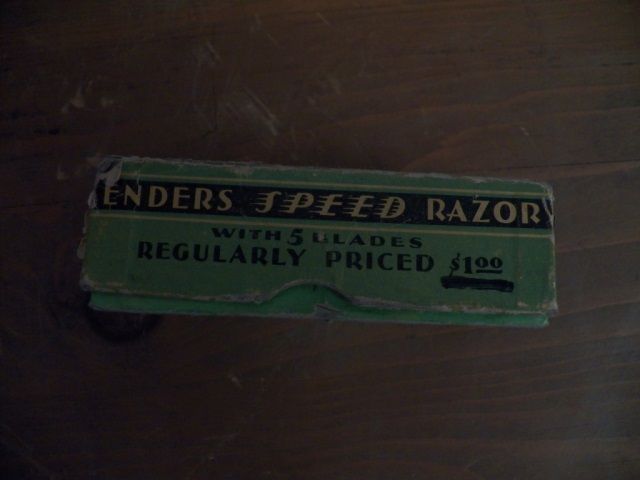 ENDERS SPEED RAZOR
WITH 5 BLADES
REGULARLY PRICED $1.00